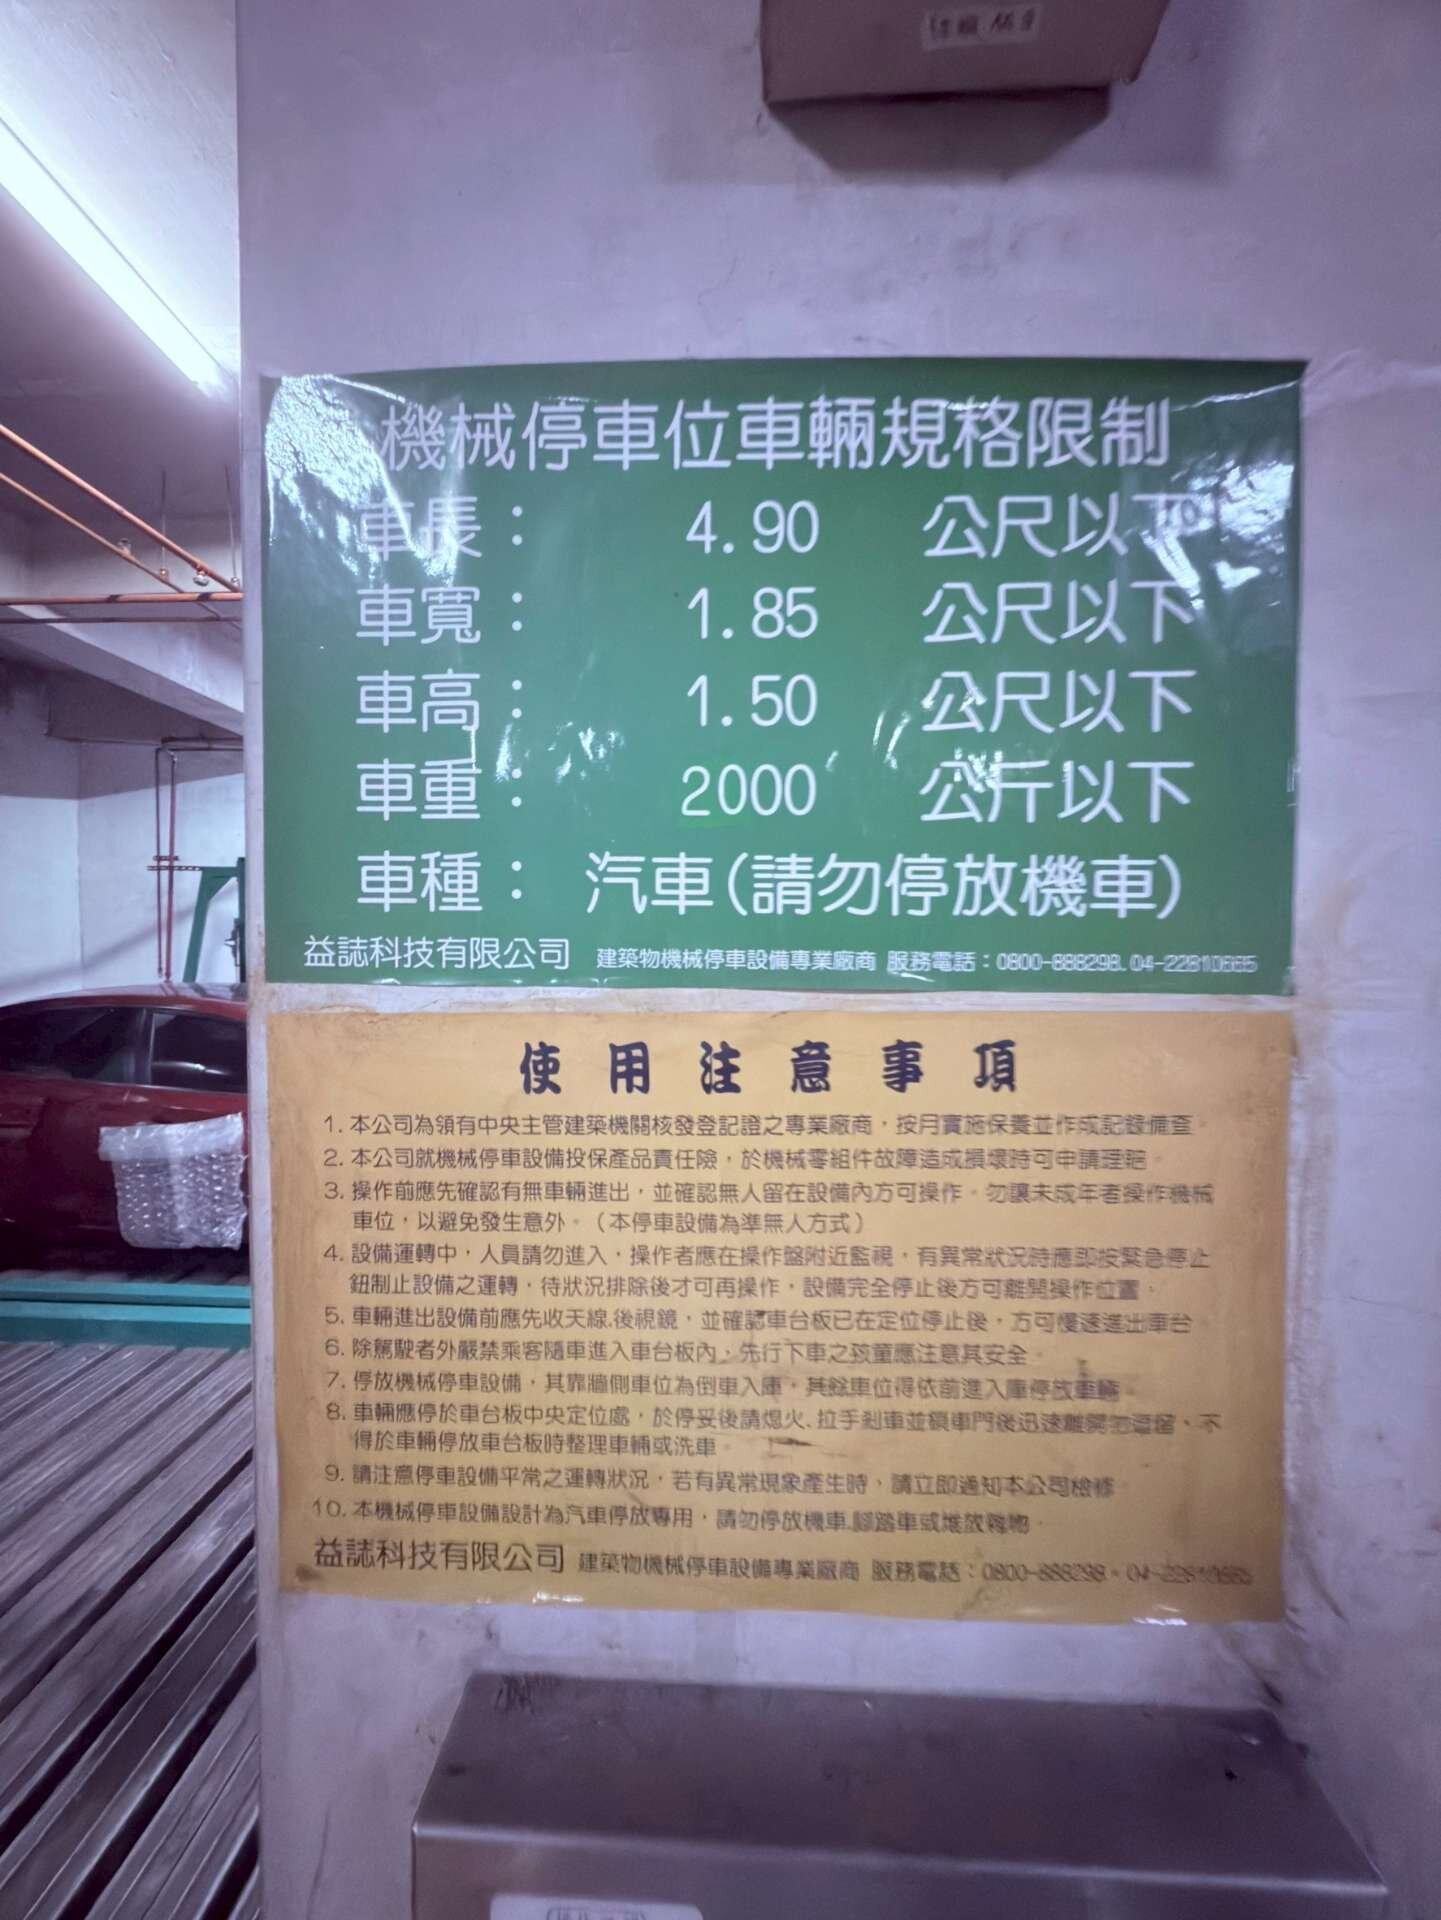 機械停車位車輛規格限制
車長： 4.90 公尺以下
車寬： 1.85 公尺以下
車高： 1.50 公尺以下
車重： 2000 公斤以下
車種： 汽車(請勿停放機車)
益誌科技有限公司 建築物機械停車設備專業廠商 服務電話：0800-888298.04-22810665
使用注意事項
1. 本公司為領有中央主管建築機關核發登記證之專業廠商，按月實施保養並作成記錄備查。
2. 本公司就機械停車設備投保產品責任險，於機械零組件故障造成損壞時可申請理賠。
3. 操作前應先確認有無車輛進出，並確認無人留在設備內方可操作。勿讓未成年者操作機械
車位，以避免發生意外。（本停車設備為準無人方式）
4. 設備運轉中，人員請勿進入，操作者應在操作盤附近監視，有異常狀況時應即按緊急停止
鈕制止設備之運轉，待狀況排除後才可再操作，設備完全停止後方可離開操作位置。
5. 車輛進出設備前應先收天線.後視鏡，並確認車台板已在定位停止後，方可慢速進出車台
6. 除駕駛者外嚴禁乘客隨車進入車台板內，先行下車之孩童應注意其安全。
7. 停放機械停車設備，其靠牆側車位為倒車入庫，其餘車位得依前進入庫停放車輛。
8. 車輛應停於車台板中央定位處，於停妥後請熄火、拉手剎車並鎖車門後迅速離開勿逗留、不
得於車輛停放車台板時整理車輛或洗車。
9. 請注意停車設備平常之運轉狀況，若有異常現象產生時，請立即通知本公司檢修。
10. 本機械停車設備設計為汽車停放專用，請勿停放機車.腳踏車或堆放雜物。
益誌科技有限公司 建築物機械停車設備專業廠商 服務電話：0800-888298。04-22810665